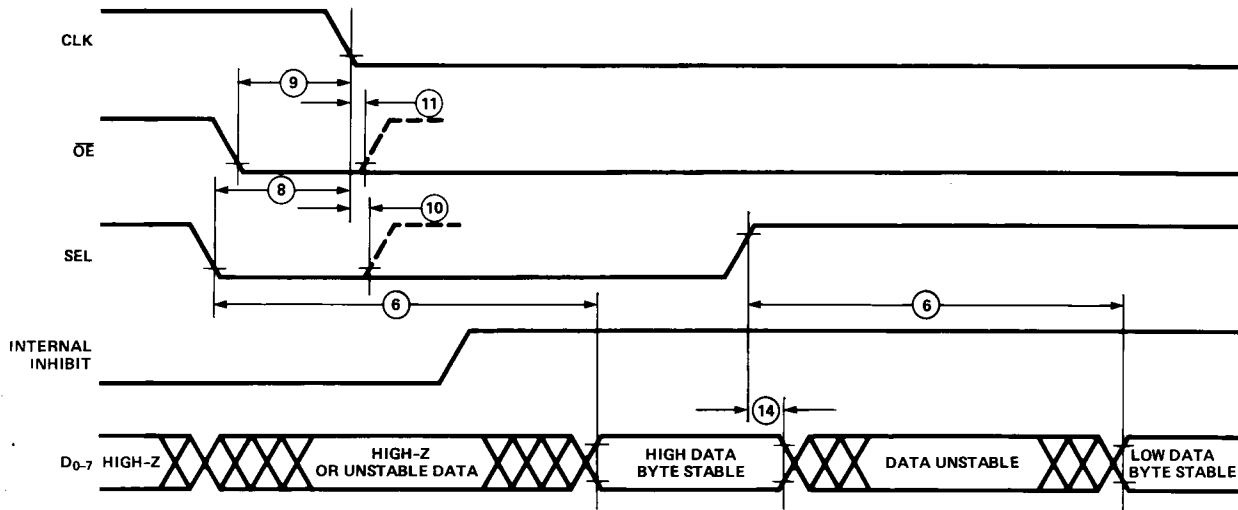 CLK
9
11
OE
8
10
SEL
6
6
INTERNAL
INHIBIT
14
D0–7
HIGH-Z
HIGH-Z
OR UNSTABLE DATA
HIGH DATA
BYTE STABLE
DATA UNSTABLE
LOW DATA
BYTE STABLE